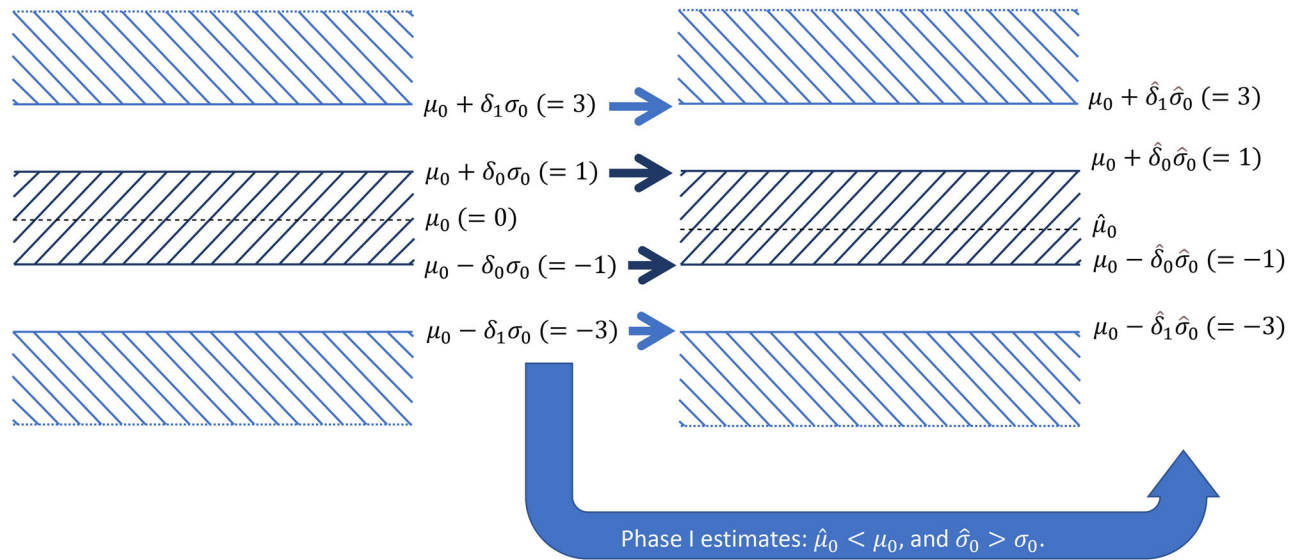 μ₀ + δ₁σ₀ (= 3)
μ₀ + δ̂₁σ̂₀ (= 3)
μ₀ + δ₀σ₀ (= 1)
μ₀ + δ̂₀σ̂₀ (= 1)
μ₀ (= 0)
μ̂₀
μ₀ − δ₀σ₀ (= −1)
μ₀ − δ̂₀σ̂₀ (= −1)
μ₀ − δ₁σ₀ (= −3)
μ₀ − δ̂₁σ̂₀ (= −3)
Phase I estimates: μ̂₀ < μ₀, and σ̂₀ > σ₀.